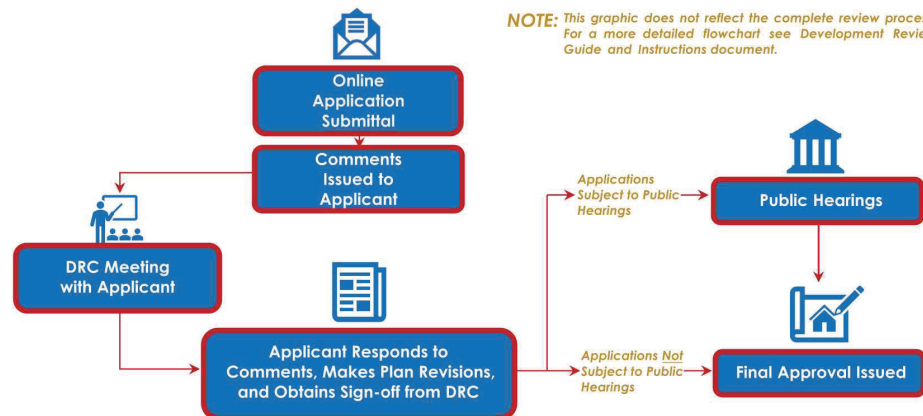 NOTE: This graphic does not reflect the complete review
For a more detailed flowchart see Development
Guide and Instructions document.
Online
Application
Submittal
Comments
Issued to
Applicant
DRC Meeting
with Applicant
Applicant Responds to
Comments, Makes Plan Revisions,
and Obtains Sign-off from DRC
Applications
Subject to Public
Hearings
Public Hearings
Applications Not
Subject to Public
Hearings
Final Approval Issued